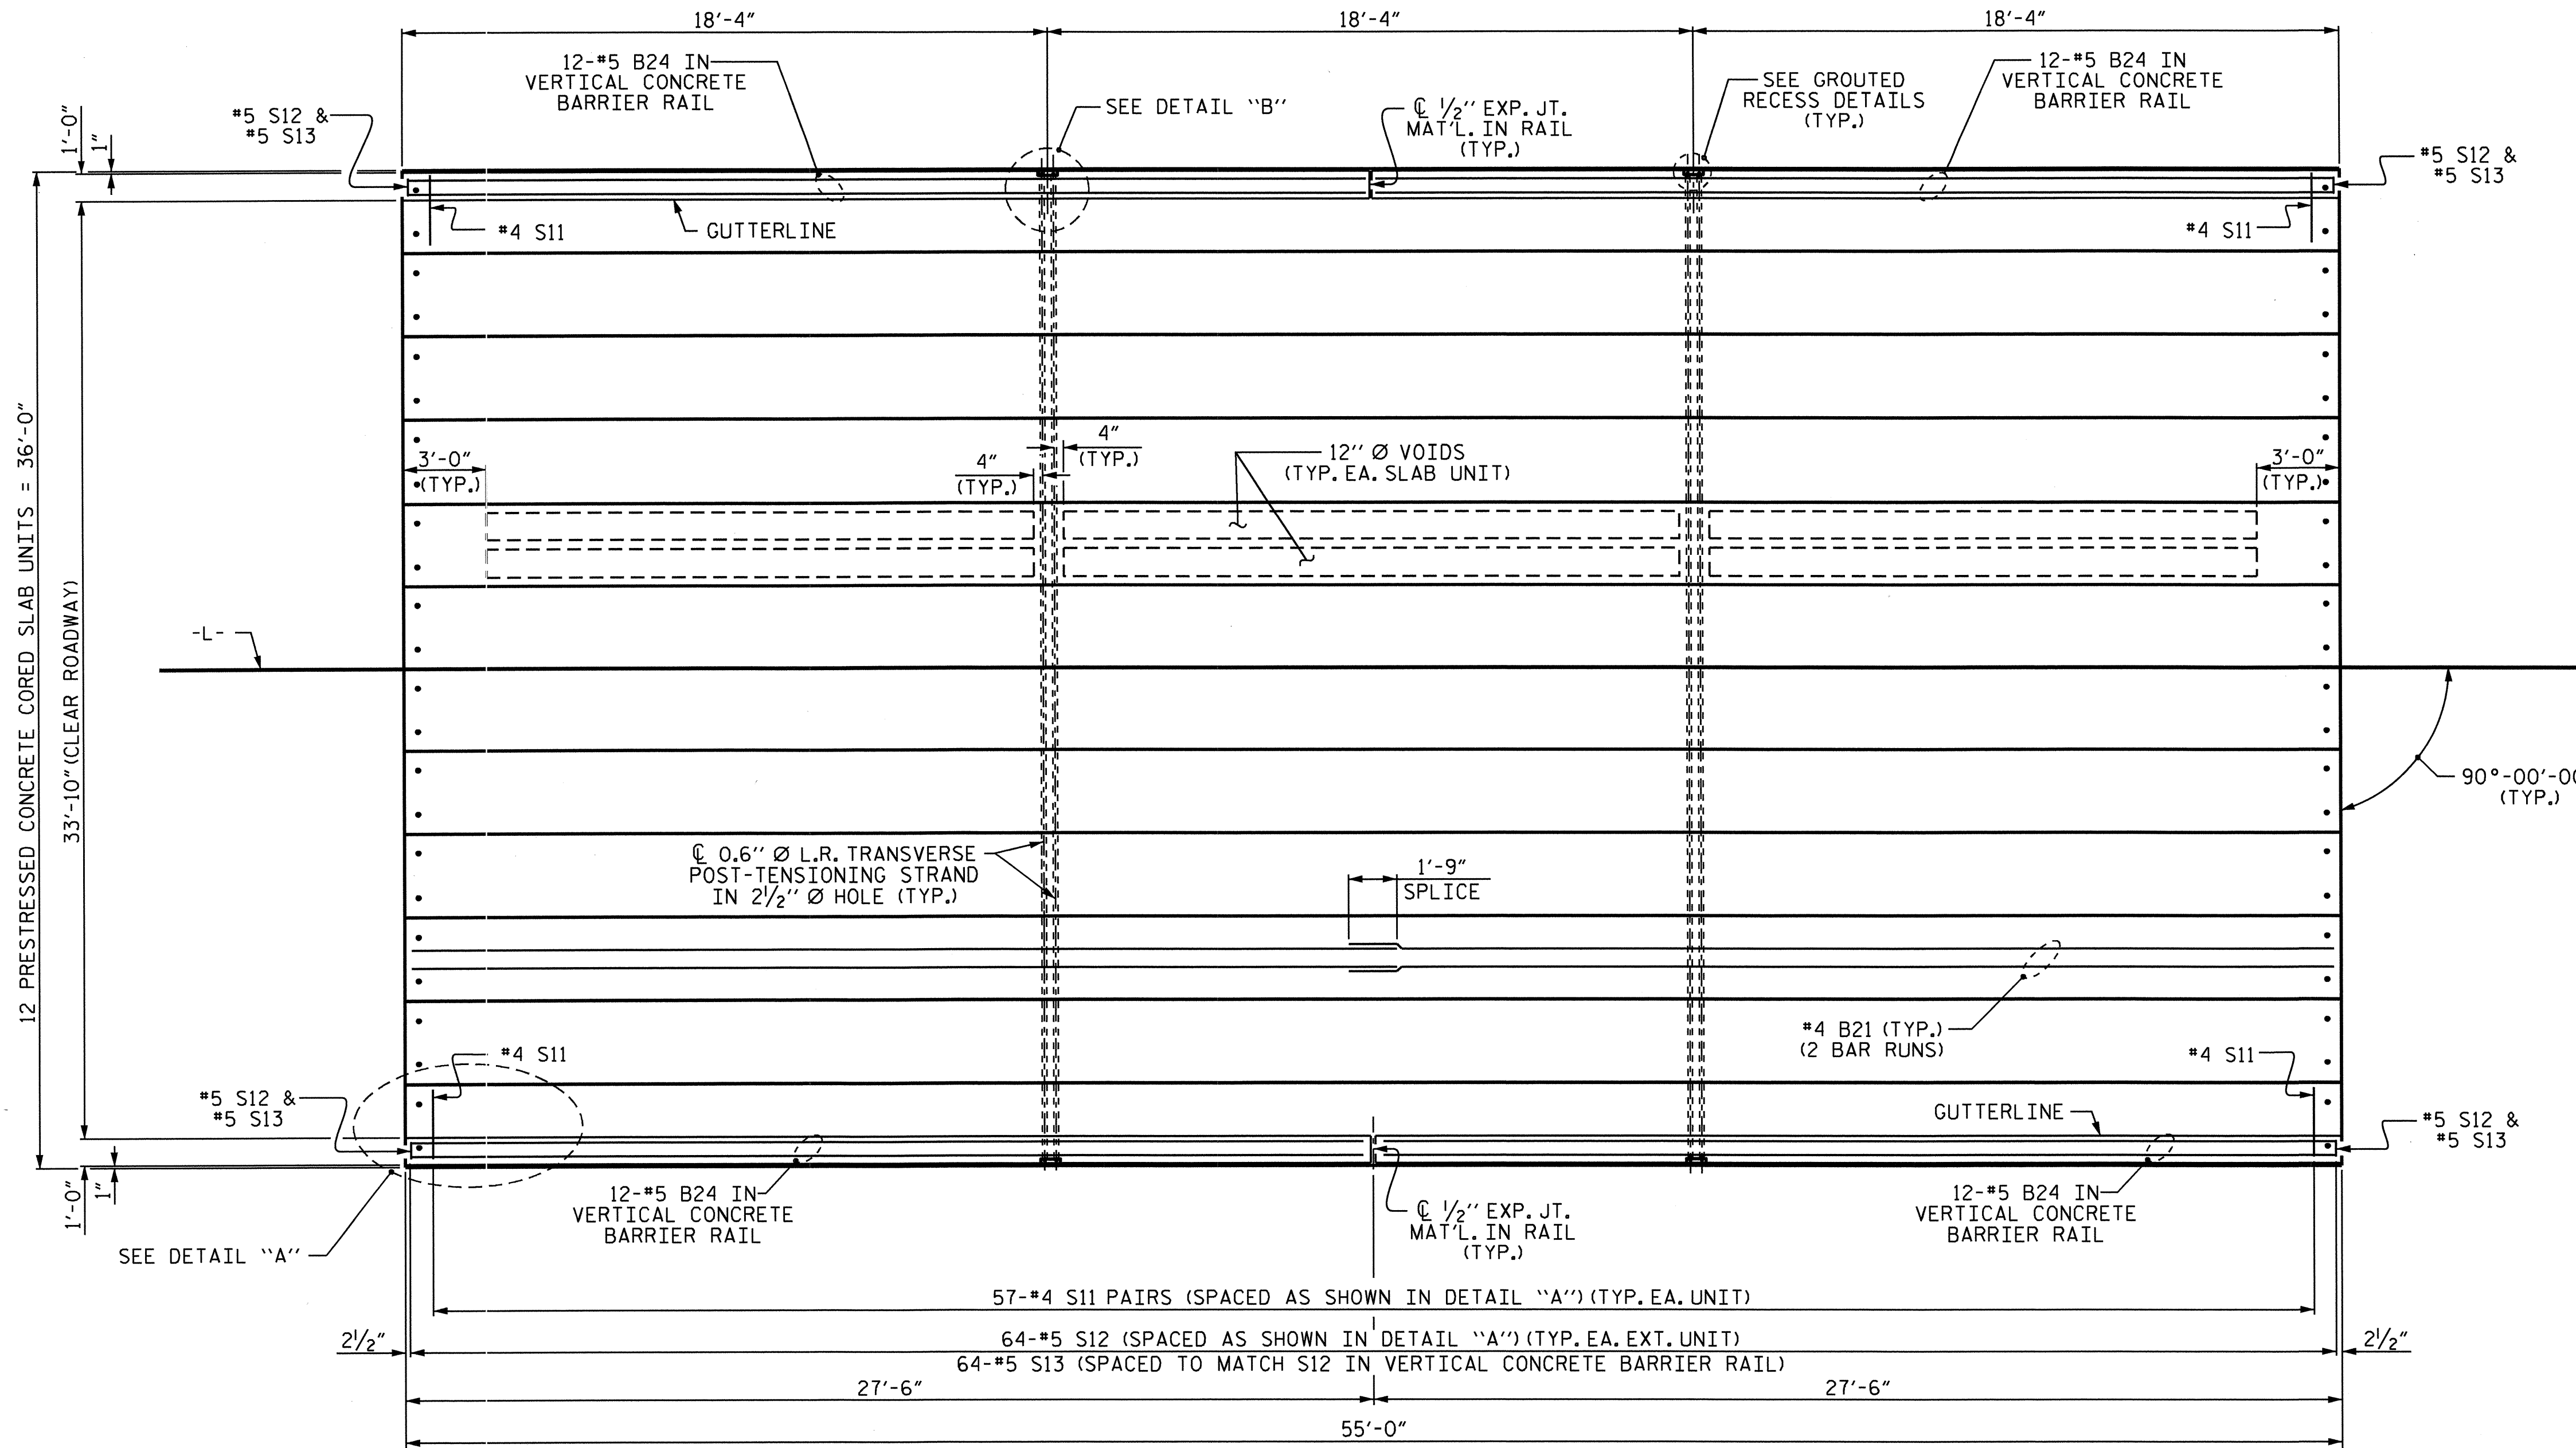 18'-4"
18'-4"
18'-4"
12-#5 B24 IN
VERTICAL CONCRETE
BARRIER RAIL
SEE DETAIL "B"
℄ 1/2" EXP. JT.
MAT'L. IN RAIL
(TYP.)
SEE GROUTED
RECESS DETAILS
(TYP.)
12-#5 B24 IN
VERTICAL CONCRETE
BARRIER RAIL
#5 S12 &
#5 S13
1'-0"
1"
#5 S12 &
#5 S13
#4 S11
GUTTERLINE
#4 S11
12 PRESTRESSED CONCRETE CORED SLAB UNITS = 36'-0"
33'-10" (CLEAR ROADWAY)
3'-0"
(TYP.)
4"
(TYP.)
4"
(TYP.)
12" Ø VOIDS
(TYP. EA. SLAB UNIT)
3'-0"
(TYP.)
-L-
90°-00'-00
(TYP.)
℄ 0.6" Ø L.R. TRANSVERSE
POST-TENSIONING STRAND
IN 2 1/2" Ø HOLE (TYP.)
1'-9"
SPLICE
#4 B21 (TYP.)
(2 BAR RUNS)
#4 S11
#4 S11
#5 S12 &
#5 S13
GUTTERLINE
#5 S12 &
#5 S13
1'-0"
1"
SEE DETAIL "A"
12-#5 B24 IN
VERTICAL CONCRETE
BARRIER RAIL
℄ 1/2" EXP. JT.
MAT'L. IN RAIL
(TYP.)
12-#5 B24 IN
VERTICAL CONCRETE
BARRIER RAIL
57-#4 S11 PAIRS (SPACED AS SHOWN IN DETAIL "A") (TYP. EA. UNIT)
2 1/2"
64-#5 S12 (SPACED AS SHOWN IN DETAIL "A") (TYP. EA. EXT. UNIT)
2 1/2"
64-#5 S13 (SPACED TO MATCH S12 IN VERTICAL CONCRETE BARRIER RAIL)
27'-6"
27'-6"
55'-0"